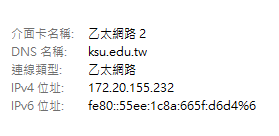 介面卡名稱: 乙太網路 2
DNS 名稱: ksu.edu.tw
連線類型: 乙太網路
IPv4 位址: 172.20.155.232
IPv6 位址: fe80::55ee:1c8a:665f:d6d4%6